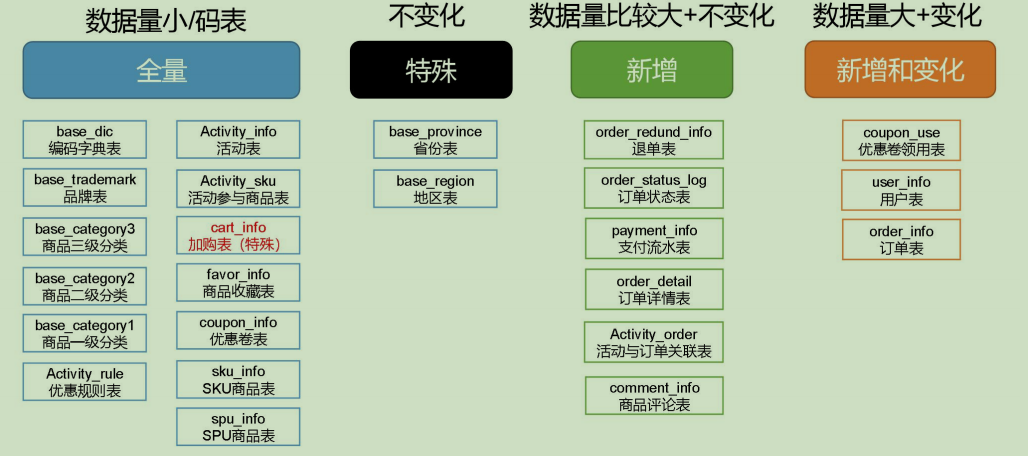 数据量小/码表
全量
base_dic
编码字典表
base_trademark
品牌表
base_category3
商品三级分类
base_category2
商品二级分类
base_category1
商品一级分类
Activity_rule
优惠规则表
Activity_info
活动表
Activity_sku
活动参与商品表
cart_info
加购表（特殊）
favor_info
商品收藏表
coupon_info
优惠卷表
sku_info
SKU商品表
spu_info
SPU商品表
不变化
特殊
base_province
省份表
base_region
地区表
数据量比较大+不变化
新增
order_redund_info
退单表
order_status_log
订单状态表
payment_info
支付流水表
order_detail
订单详情表
Activity_order
活动与订单关联表
comment_info
商品评论表
数据量大+变化
新增和变化
coupon_use
优惠卷领用表
user_info
用户表
order_info
订单表